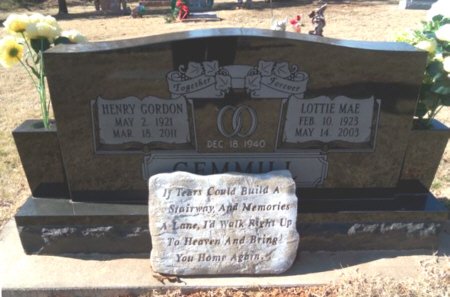 Together Forever
HENRY GORDON
MAY 2, 1921
MAR 18 2011
LOTTIE MAE
FEB. 10, 1923
MAY 14, 2003
DEC 18 1940
GEMMILL
If Tears Could Build A
Stairway, And Memories
A Lane, I'd Walk Right Up
To Heaven And Bring
You Home Again.